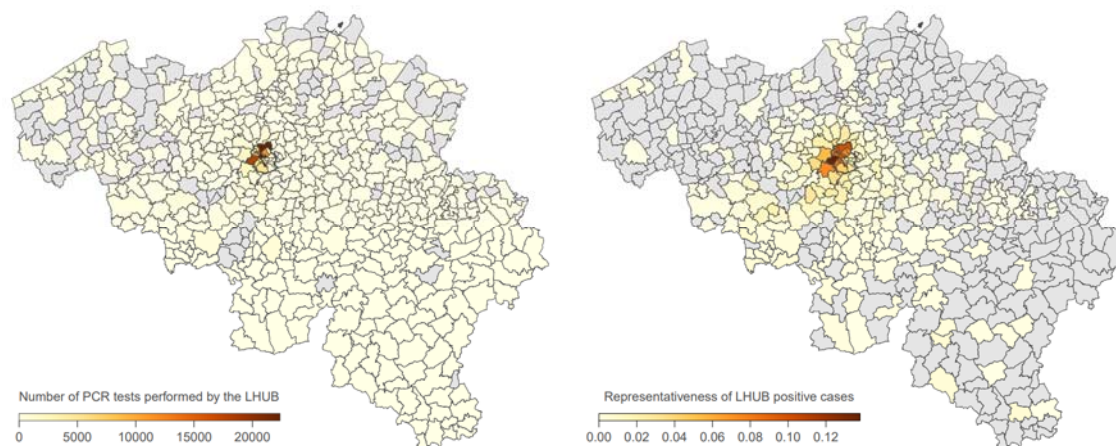 Number of PCR tests performed by the LHUB
0 5000 10000 15000 20000
Representativeness of LHUB positive cases
0.00 0.02 0.04 0.06 0.08 0.10 0.12